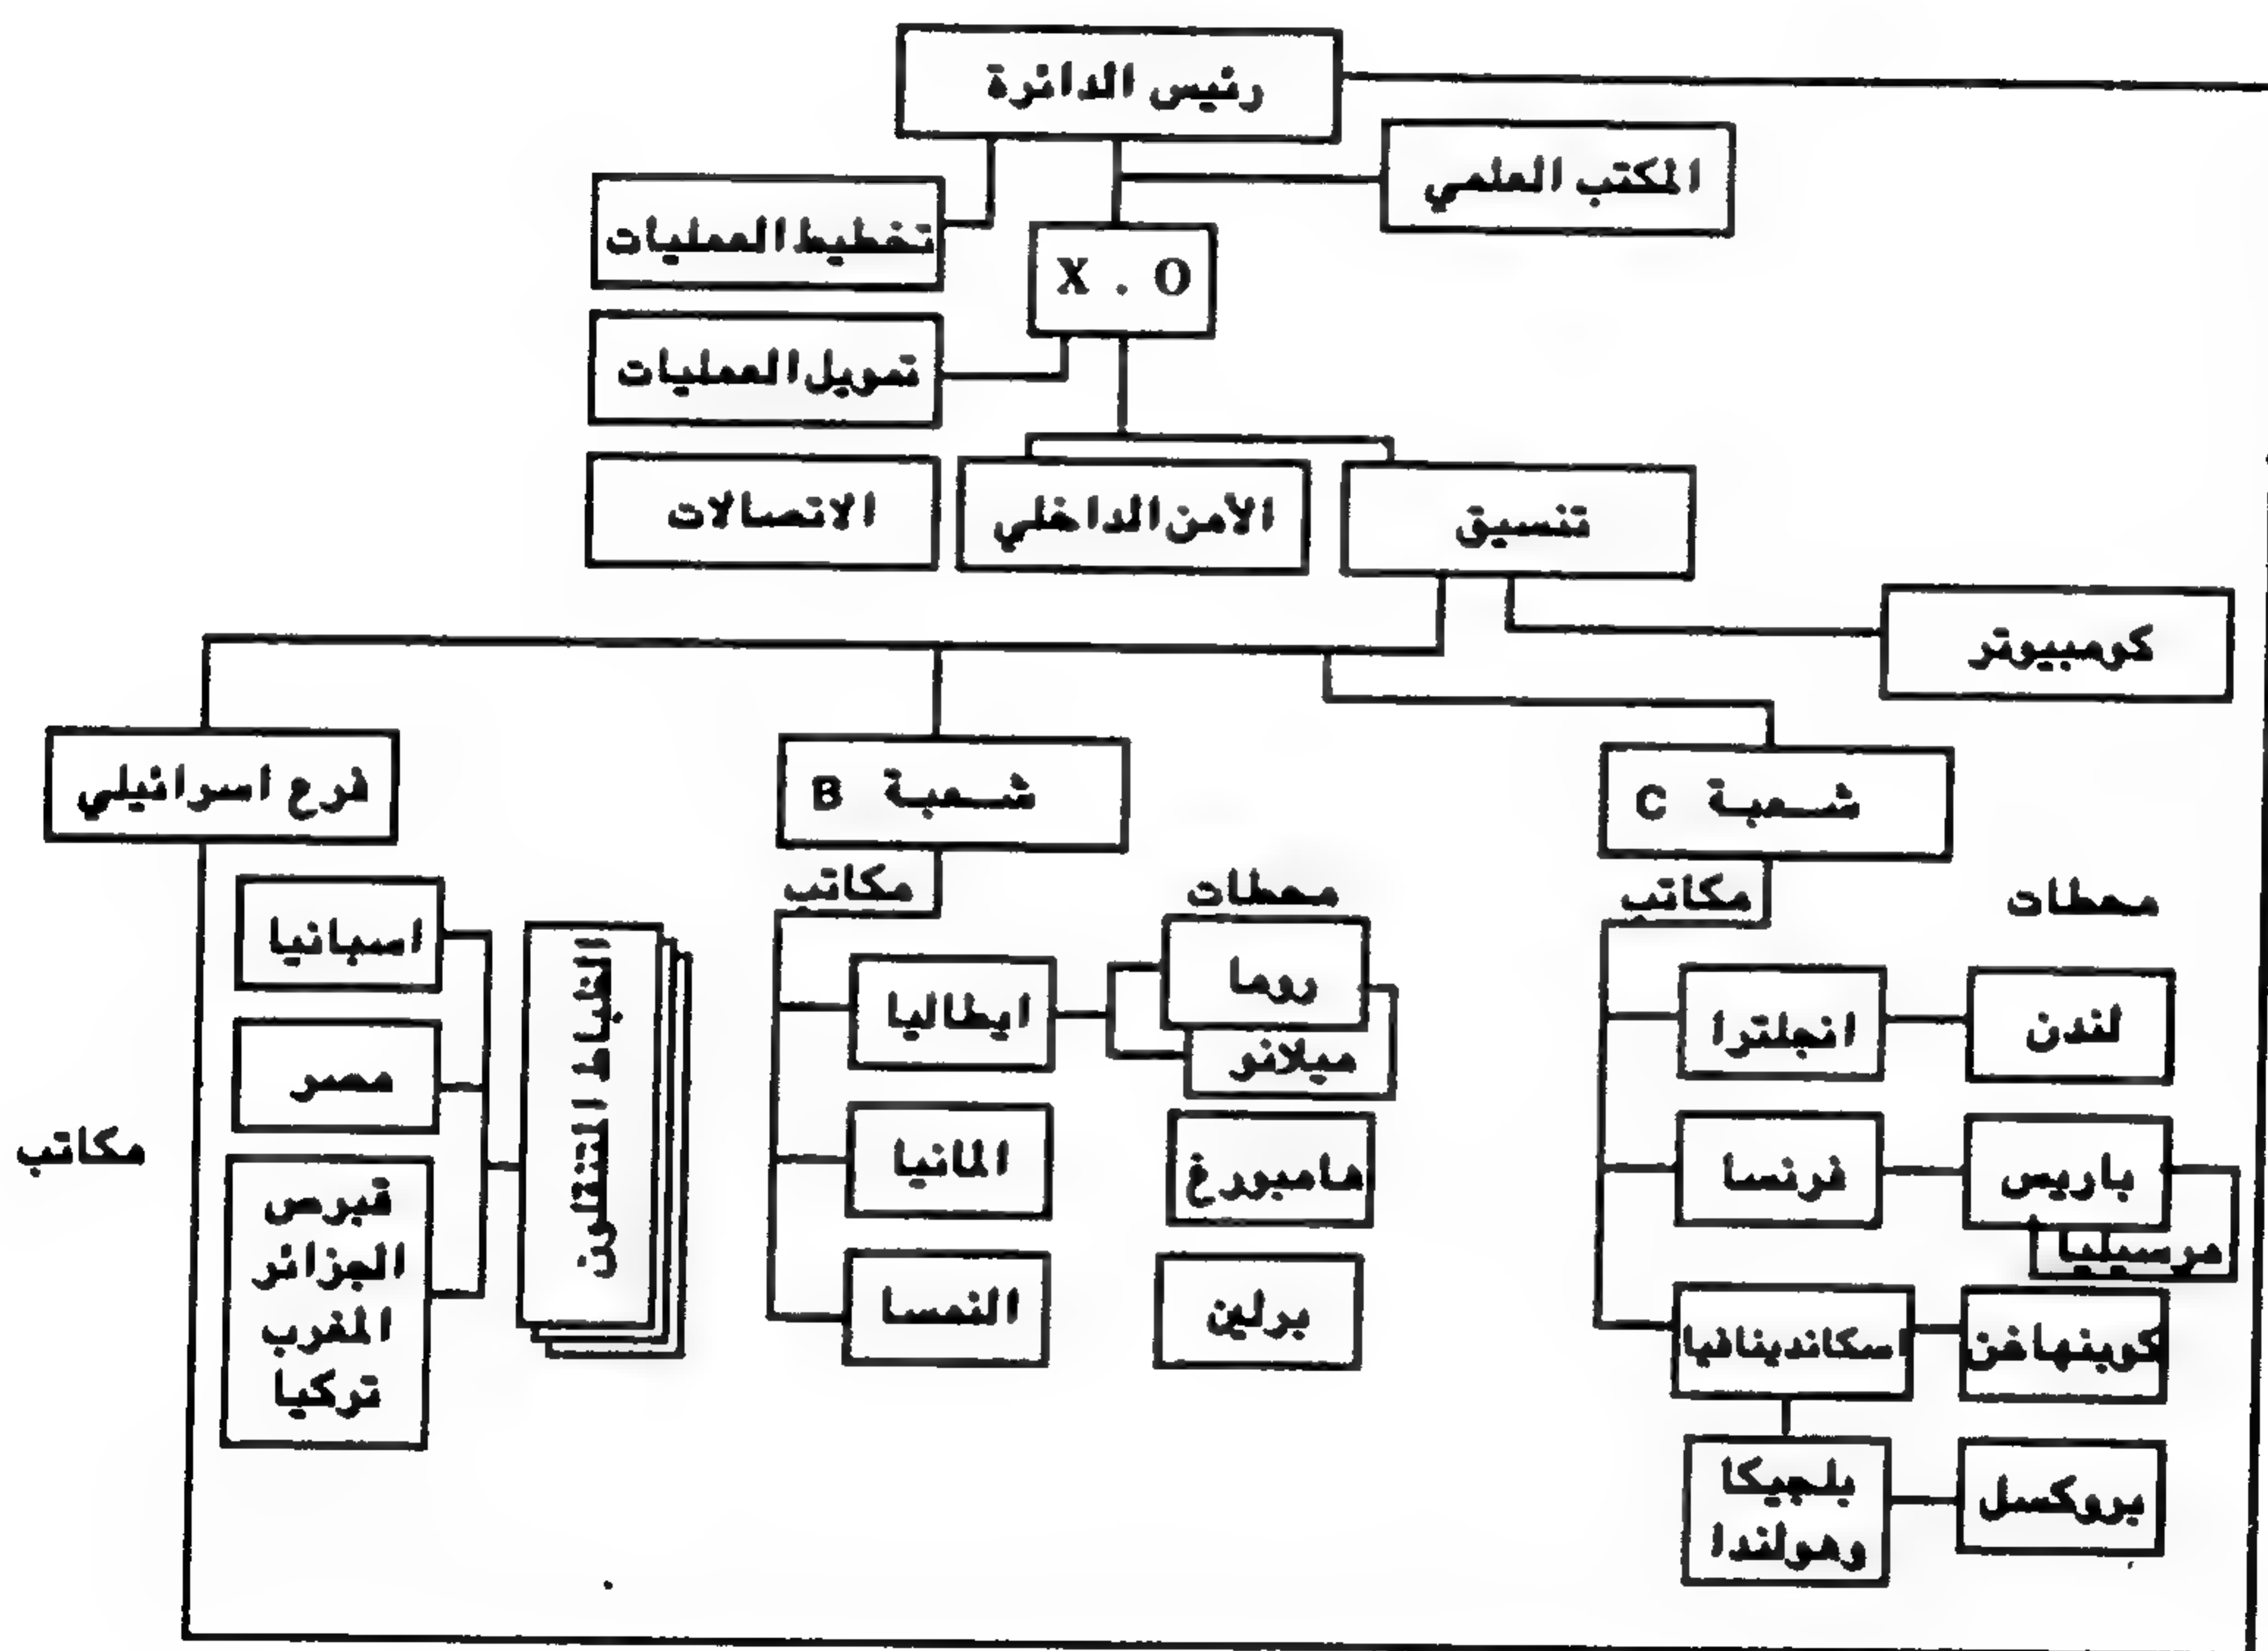 رئيس الدائرة
المكتب العلمي
تخطيط العمليات
X . O
تمويل العمليات
تنسيق
الأمن الداخلي
الاتصالات
كومبيوتر
شعبة C
شعبة B
فرع اسرائيلي
محطات
مكاتب
محطات
مكاتب
لندن
انجلترا
باريس
مرسيليا
فرنسا
كوبنهاغن
اسكاندينافيا
بروكسل
بلجيكا
وهولندا
روما
ميلانو
ايطاليا
هامبورغ
المانيا
برلين
النمسا
الضباط المتنقلون
اسبانيا
مصر
قبرص
الجزائر
المغرب
تركيا
مكاتب